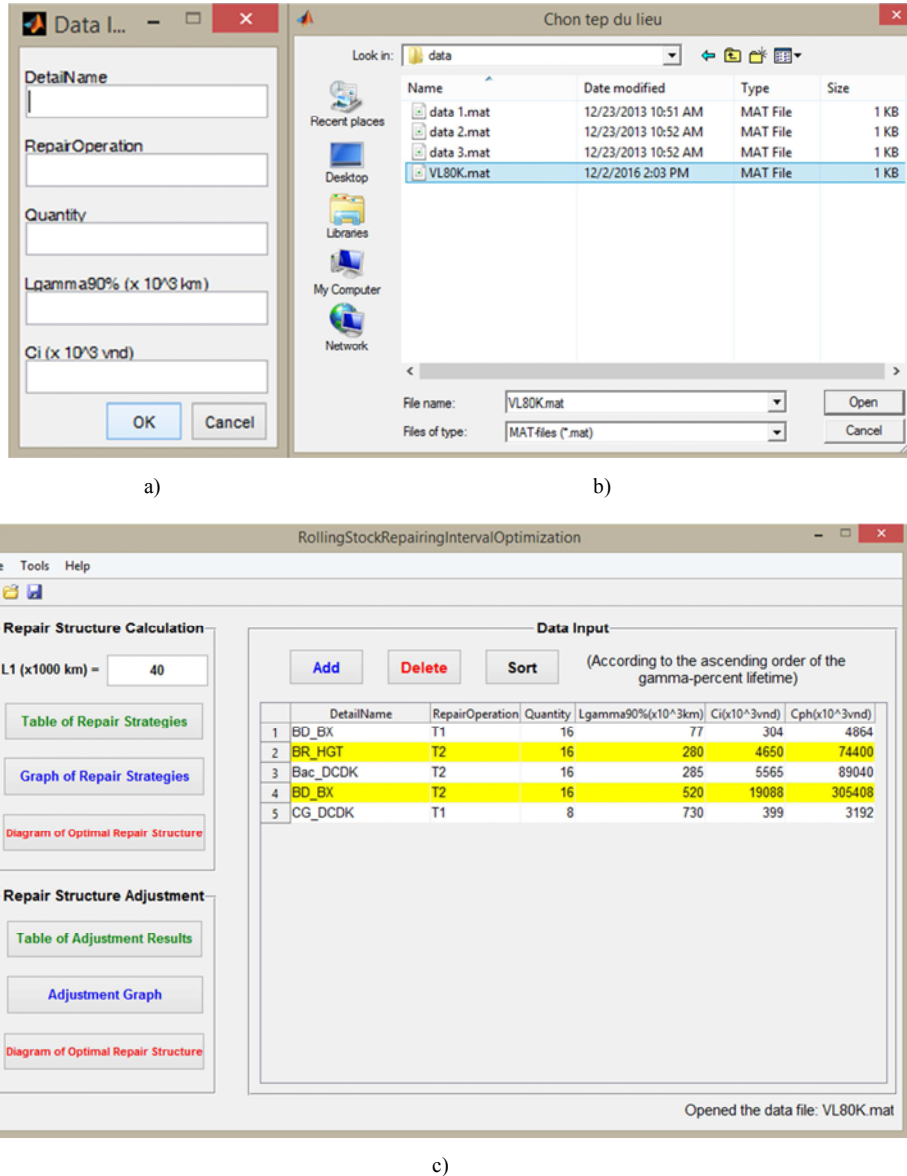 Data I...
DetailName
RepairOperation
Quantity
Lgamma90% (x 10^3 km)
Ci (x 10^3 vnd)
OK Cancel
Chon tep du lieu
Look in: data
Name Date modified Type Size
data 1.mat 12/23/2013 10:51 AM MAT File 1 KB
data 2.mat 12/23/2013 10:52 AM MAT File 1 KB
data 3.mat 12/23/2013 10:52 AM MAT File 1 KB
VL80K.mat 12/2/2016 2:03 PM MAT File 1 KB
Recent places
Desktop
Libraries
My Computer
Network
File name: VL80K.mat Open
Files of type: MAT-files (*.mat) Cancel
a) b)
RollingStockRepairingIntervalOptimization
e Tools Help
Repair Structure Calculation
L1 (x1000 km) = 40
Table of Repair Strategies
Graph of Repair Strategies
Diagram of Optimal Repair Structure
Repair Structure Adjustment
Table of Adjustment Results
Adjustment Graph
Diagram of Optimal Repair Structure
Data Input
Add Delete Sort (According to the ascending order of the
gamma-percent lifetime)
DetailName RepairOperation Quantity Lgamma90%(x10^3km) Ci(x10^3vnd) Cph(x10^3vnd)
1 BD_BX T1 16 77 304 4864
2 BR_HGT T2 16 280 4650 74400
3 Bac_DCDK T2 16 285 5565 89040
4 BD_BX T2 16 520 19088 305408
5 CG_DCDK T1 8 730 399 3192
Opened the data file: VL80K.mat
c)